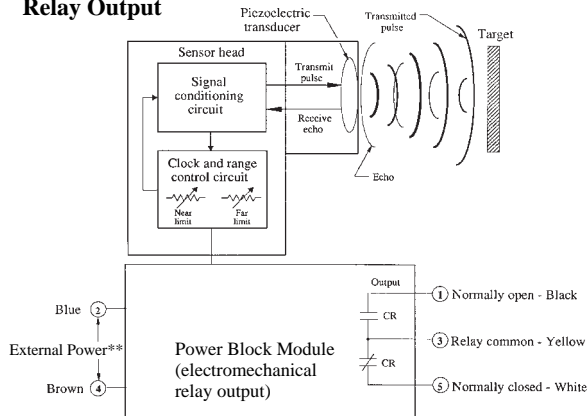 Relay Output
Piezoelectric
transducer
Transmitted
pulse
Target
Sensor head
Signal
conditioning
circuit
Transmit
pulse
Receive
echo
Clock and range
control circuit
Near
limit
Far
limit
Echo
Output
CR
CR
1 Normally open - Black
3 Relay common - Yellow
5 Normally closed - White
Blue 2
External Power**
Brown 4
Power Block Module
(electromechanical
relay output)